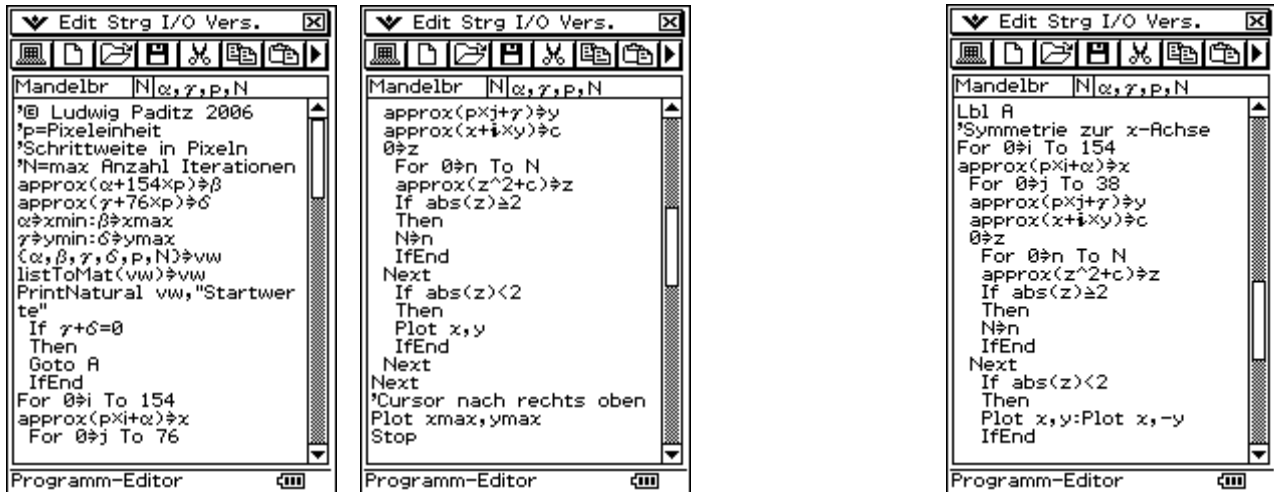 Edit Strg I/O Vers.
Mandelbr N α,γ,p,N
'© Ludwig Paditz 2006
'p=Pixeleinheit
'Schrittweite in Pixeln
'N=max Anzahl Iterationen
approx(α+154×p)⇒β
approx(γ+76×p)⇒δ
α⇒xmin:β⇒xmax
γ⇒ymin:δ⇒ymax
{α,β,γ,δ,p,N}⇒vw
listToMat(vw)⇒vw
PrintNatural vw,"Startwer
te"
If γ+δ=0
Then
Goto A
IfEnd
For 0⇒i To 154
approx(p×i+α)⇒x
For 0⇒j To 76
Programm-Editor
Edit Strg I/O Vers.
Mandelbr N α,γ,p,N
approx(p×j+γ)⇒y
approx(x+i×y)⇒c
0⇒z
For 0⇒n To N
approx(z^2+c)⇒z
If abs(z)≥2
Then
N⇒n
IfEnd
Next
If abs(z)<2
Then
Plot x,y
IfEnd
Next
Next
'Cursor nach rechts oben
Plot xmax,ymax
Stop
Programm-Editor
Edit Strg I/O Vers.
Mandelbr N α,γ,p,N
Lbl A
'Symmetrie zur x-Achse
For 0⇒i To 154
approx(p×i+α)⇒x
For 0⇒j To 38
approx(p×j+γ)⇒y
approx(x+i×y)⇒c
0⇒z
For 0⇒n To N
approx(z^2+c)⇒z
If abs(z)≥2
Then
N⇒n
IfEnd
Next
If abs(z)<2
Then
Plot x,y:Plot x,-y
IfEnd
Programm-Editor